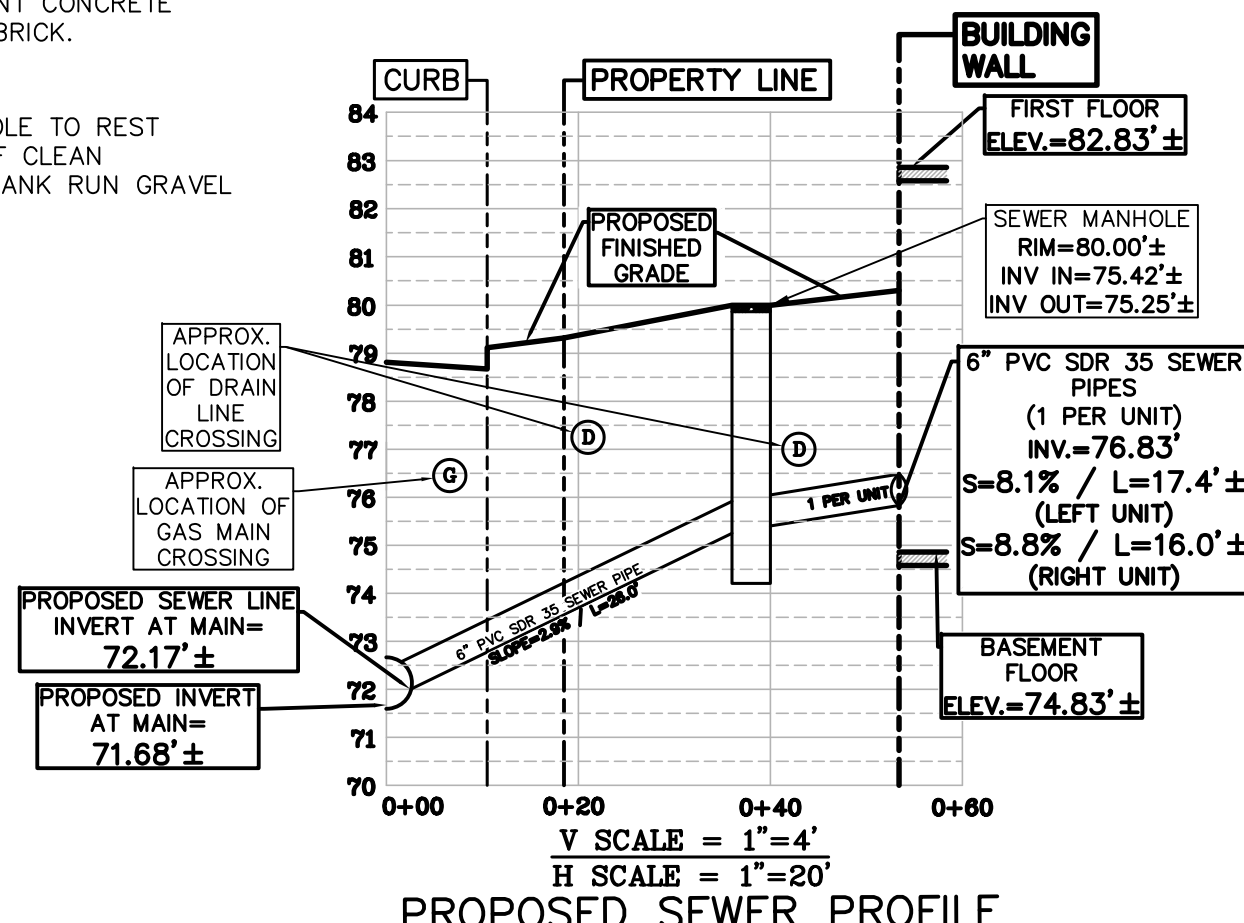 NT CONCRETE
BRICK.
OLE TO REST
F CLEAN
ANK RUN GRAVEL
CURB
PROPERTY LINE
BUILDING
WALL
FIRST FLOOR
ELEV.=82.83'±
84
83
82
81
80
79
78
77
76
75
74
73
72
71
70
PROPOSED
FINISHED
GRADE
SEWER MANHOLE
RIM=80.00'±
INV IN=75.42'±
INV OUT=75.25'±
APPROX.
LOCATION
OF DRAIN
LINE
CROSSING
D
D
G
APPROX.
LOCATION OF
GAS MAIN
CROSSING
6" PVC SDR 35 SEWER
PIPES
(1 PER UNIT)
INV.=76.83'
S=8.1% / L=17.4'±
(LEFT UNIT)
S=8.8% / L=16.0'±
(RIGHT UNIT)
1 PER UNIT
6" PVC SDR 35 SEWER PIPE
SLOPE=2.9% / L=26.0'
PROPOSED SEWER LINE
INVERT AT MAIN=
72.17'±
PROPOSED INVERT
AT MAIN=
71.68'±
BASEMENT
FLOOR
ELEV.=74.83'±
0+00 0+20 0+40 0+60
V SCALE = 1"=4'
H SCALE = 1"=20'
PROPOSED SEWER PROFILE